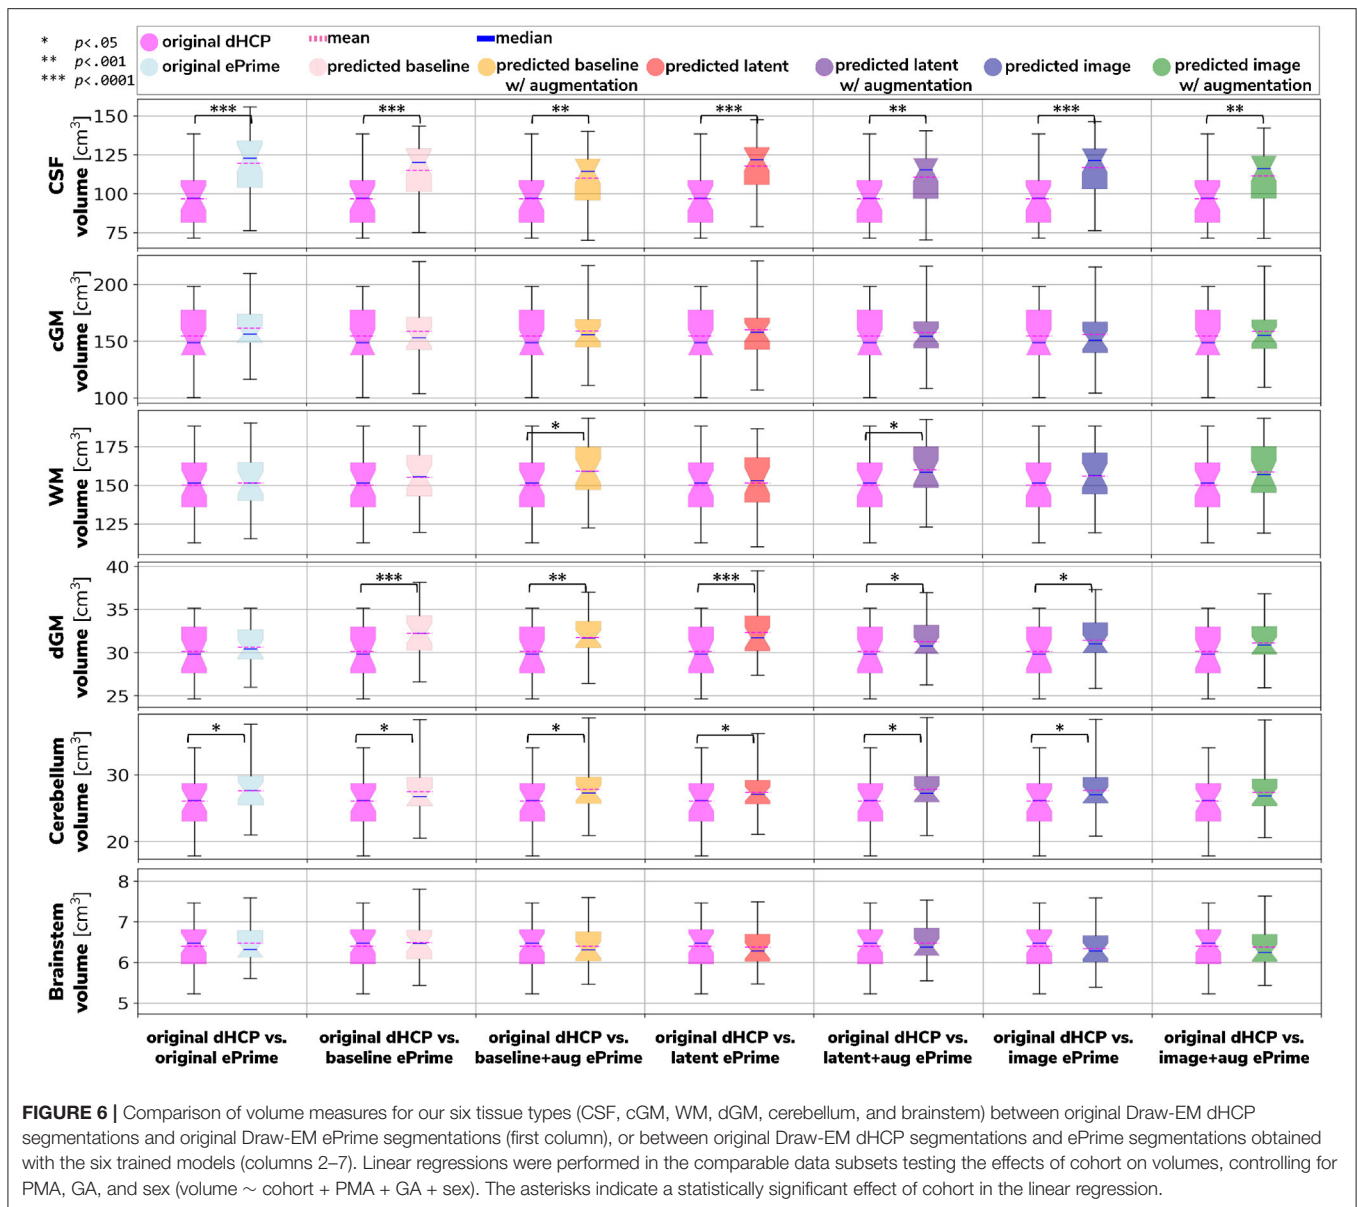 * p<.05
** p<.001
*** p<.0001
original dHCP mean median
original ePrime predicted baseline predicted baseline w/ augmentation predicted latent predicted latent w/ augmentation predicted image predicted image w/ augmentation
CSF volume [cm³]
150
125
100
75
*** *** ** *** ** *** **
cGM volume [cm³]
200
150
100
WM volume [cm³]
175
150
125
* *
dGM volume [cm³]
40
35
30
25
*** ** *** * *
Cerebellum volume [cm³]
30
20
* * * * * *
Brainstem volume [cm³]
8
7
6
5
original dHCP vs. original ePrime
original dHCP vs. baseline ePrime
original dHCP vs. baseline+aug ePrime
original dHCP vs. latent ePrime
original dHCP vs. latent+aug ePrime
original dHCP vs. image ePrime
original dHCP vs. image+aug ePrime
FIGURE 6 | Comparison of volume measures for our six tissue types (CSF, cGM, WM, dGM, cerebellum, and brainstem) between original Draw-EM dHCP
segmentations and original Draw-EM ePrime segmentations (first column), or between original Draw-EM dHCP segmentations and ePrime segmentations obtained
with the six trained models (columns 2–7). Linear regressions were performed in the comparable data subsets testing the effects of cohort on volumes, controlling for
PMA, GA, and sex (volume ∼ cohort + PMA + GA + sex). The asterisks indicate a statistically significant effect of cohort in the linear regression.